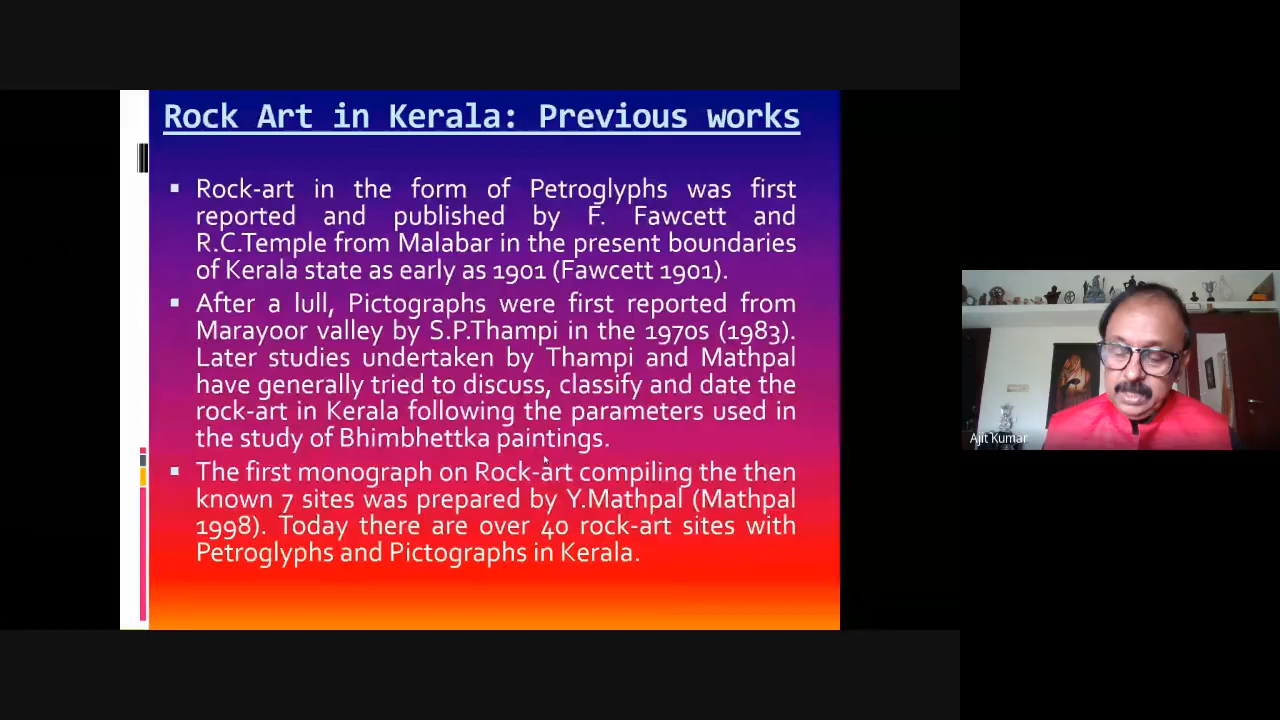 Rock Art in Kerala: Previous works
Rock-art in the form of Petroglyphs was first
reported and published by F. Fawcett and
R.C.Temple from Malabar in the present boundaries
of Kerala state as early as 1901 (Fawcett 1901).
After a lull, Pictographs were first reported from
Marayoor valley by S.P.Thampi in the 1970s (1983).
Later studies undertaken by Thampi and Mathpal
have generally tried to discuss, classify and date the
rock-art in Kerala following the parameters used in
the study of Bhimbhettka paintings.
The first monograph on Rock-art compiling the then
known 7 sites was prepared by Y.Mathpal (Mathpal
1998). Today there are over 40 rock-art sites with
Petroglyphs and Pictographs in Kerala.
Ajit Kumar